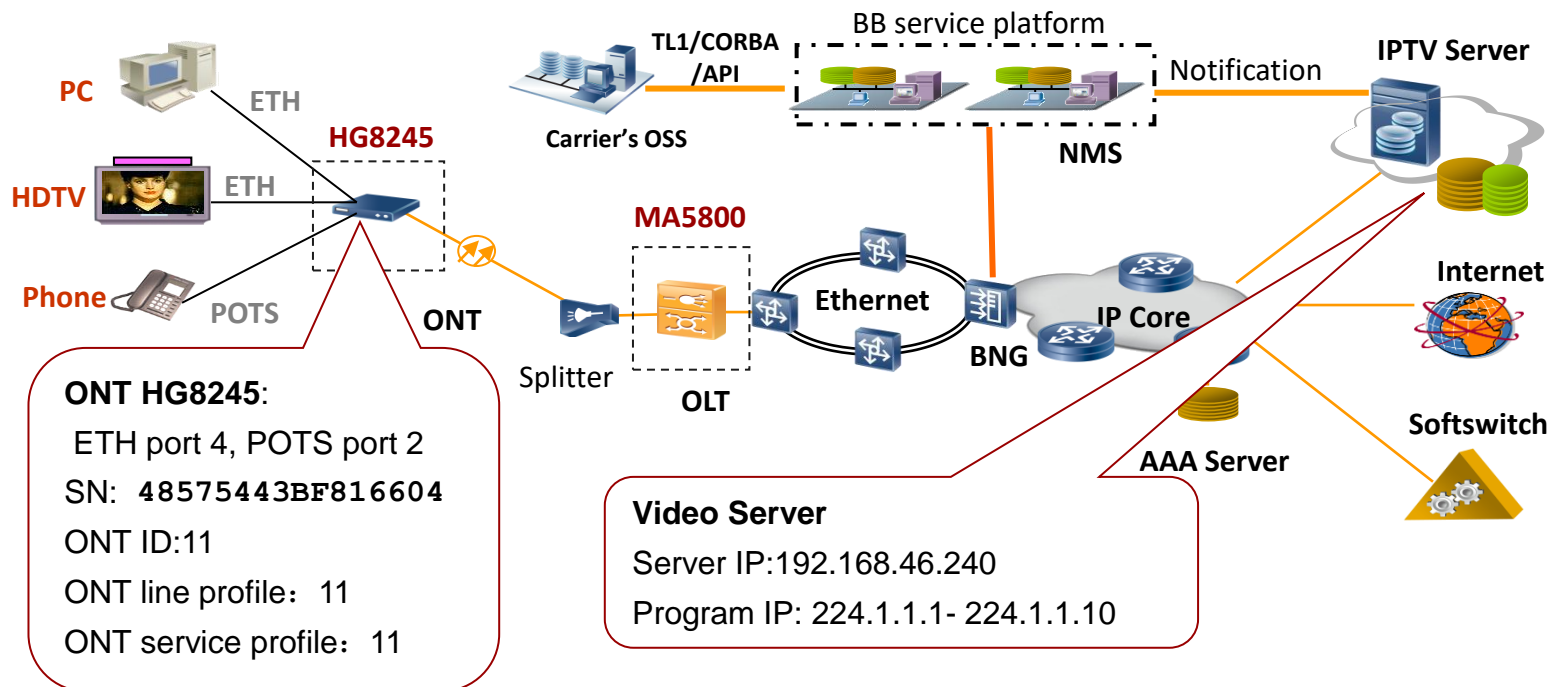 BB service platform
TL1/CORBA
/API
IPTV Server
Notification
PC
ETH
HG8245
Carrier's OSS
NMS
HDTV
ETH
MA5800
Internet
Phone
POTS
ONT
Ethernet
IP Core
BNG
Splitter
OLT
Softswitch
AAA Server
ONT HG8245:
ETH port 4, POTS port 2
SN: 48575443BF816604
ONT ID:11
ONT line profile：11
ONT service profile：11
Video Server
Server IP:192.168.46.240
Program IP: 224.1.1.1- 224.1.1.10